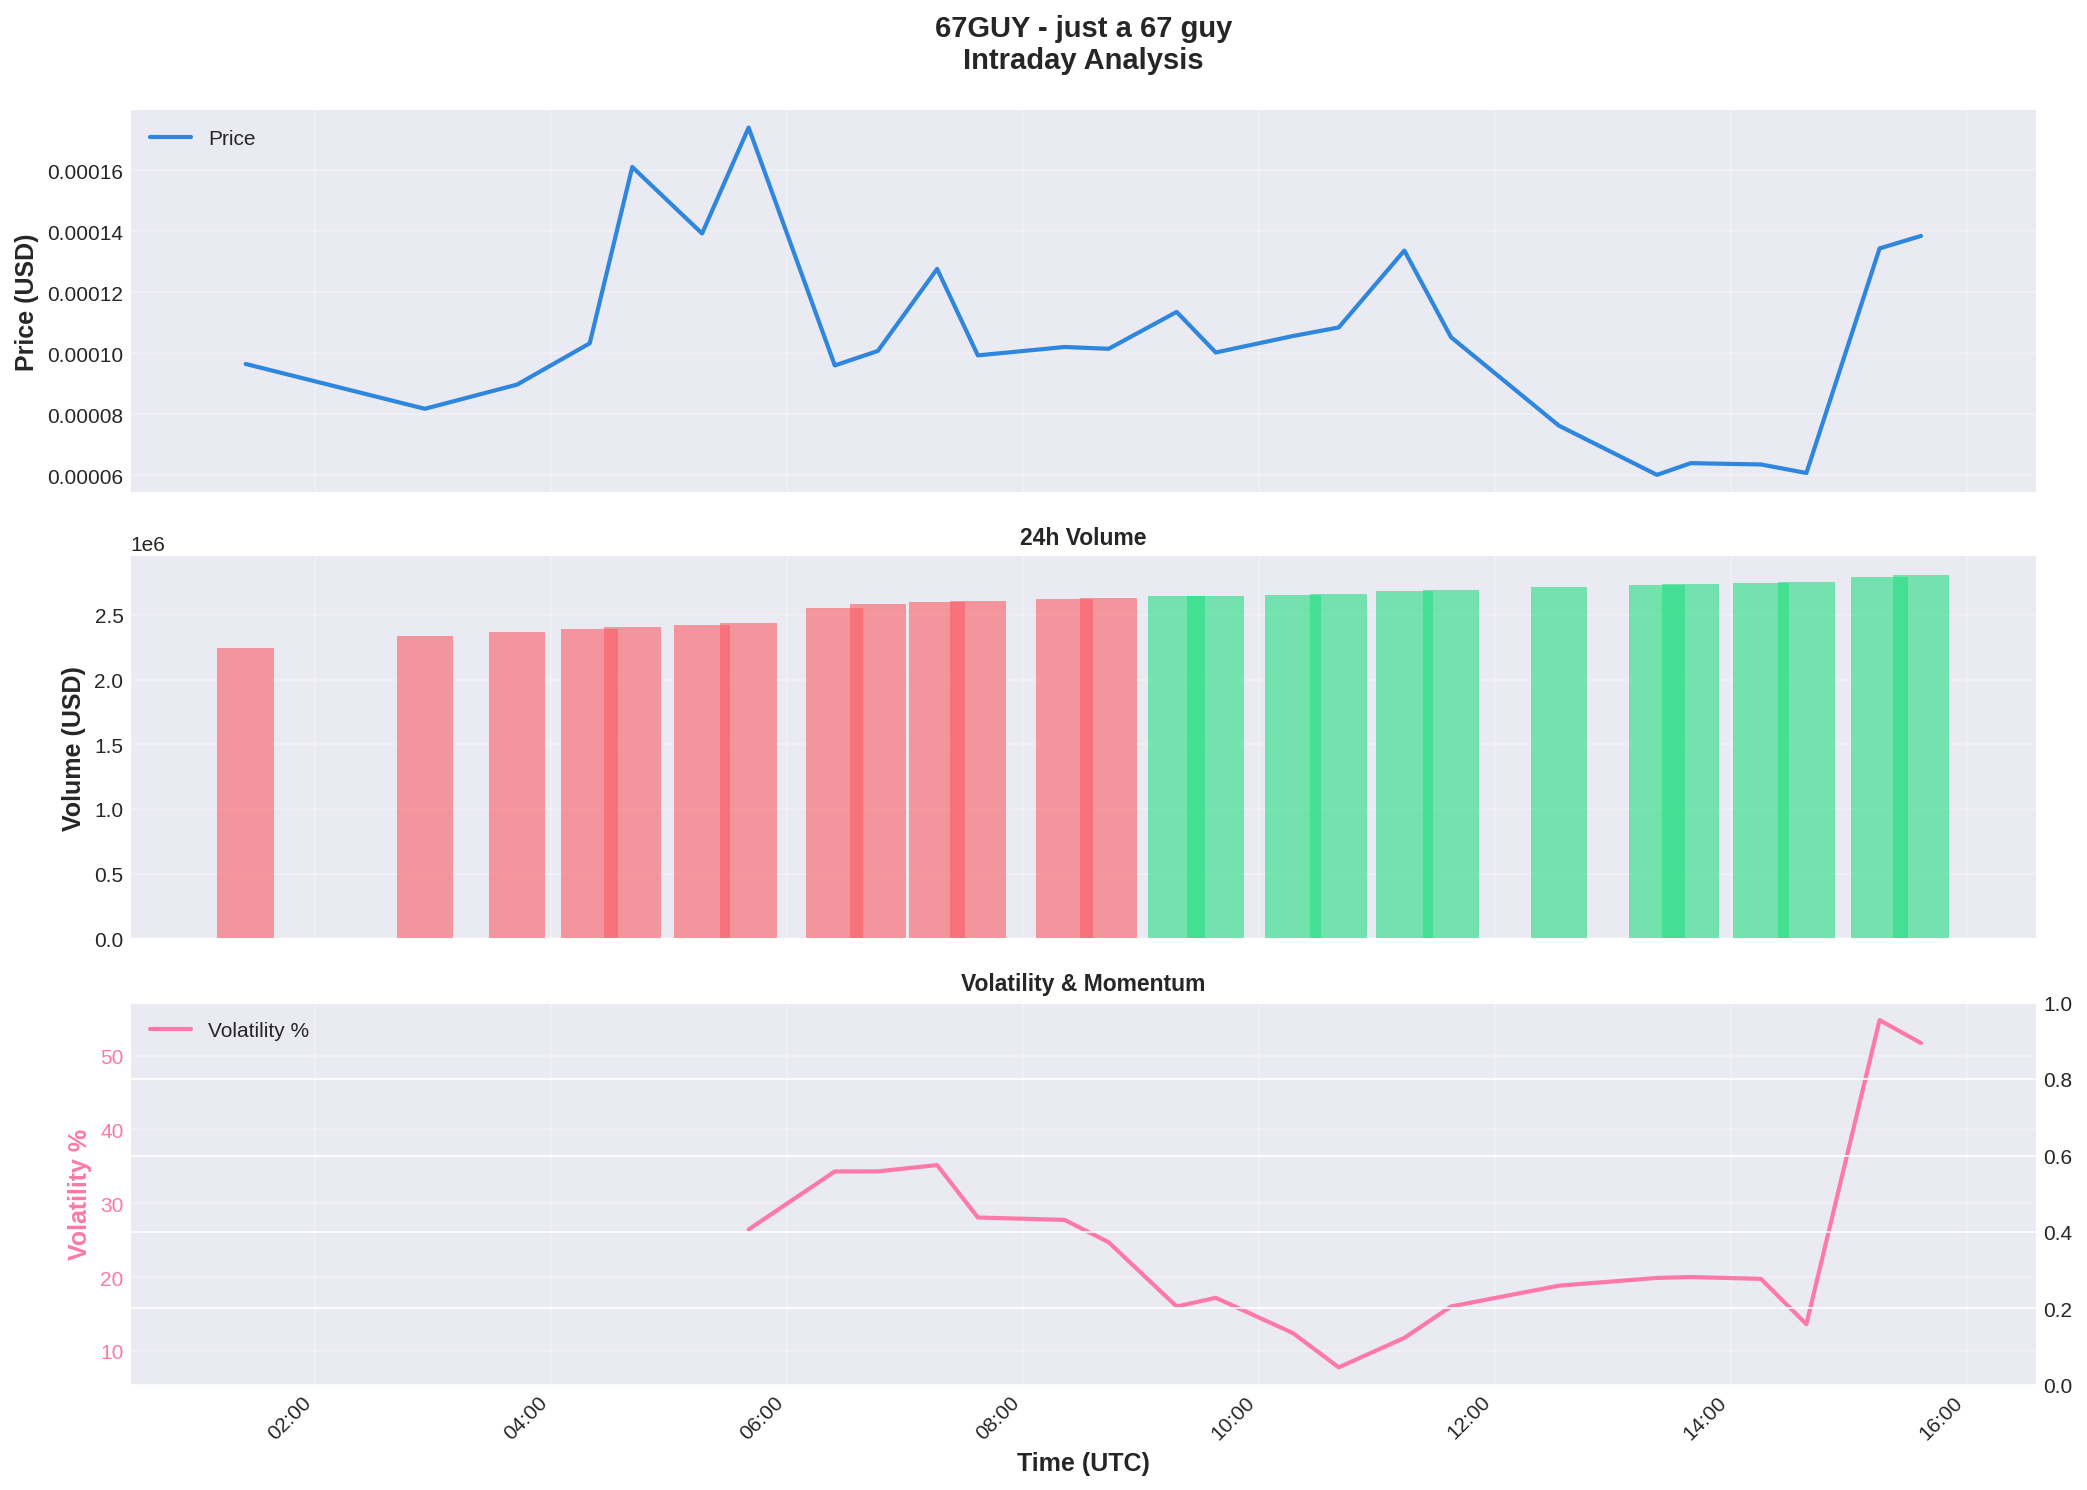 67GUY - just a 67 guy
Intraday Analysis
Price
0.00016
0.00014
0.00012
0.00010
0.00008
0.00006
Price (USD)
24h Volume
1e6
2.5
2.0
1.5
1.0
0.5
0.0
Volume (USD)
Volatility & Momentum
Volatility %
50
40
30
20
10
Volatility %
1.0
0.8
0.6
0.4
0.2
0.0
02:00
04:00
06:00
08:00
10:00
12:00
14:00
16:00
Time (UTC)